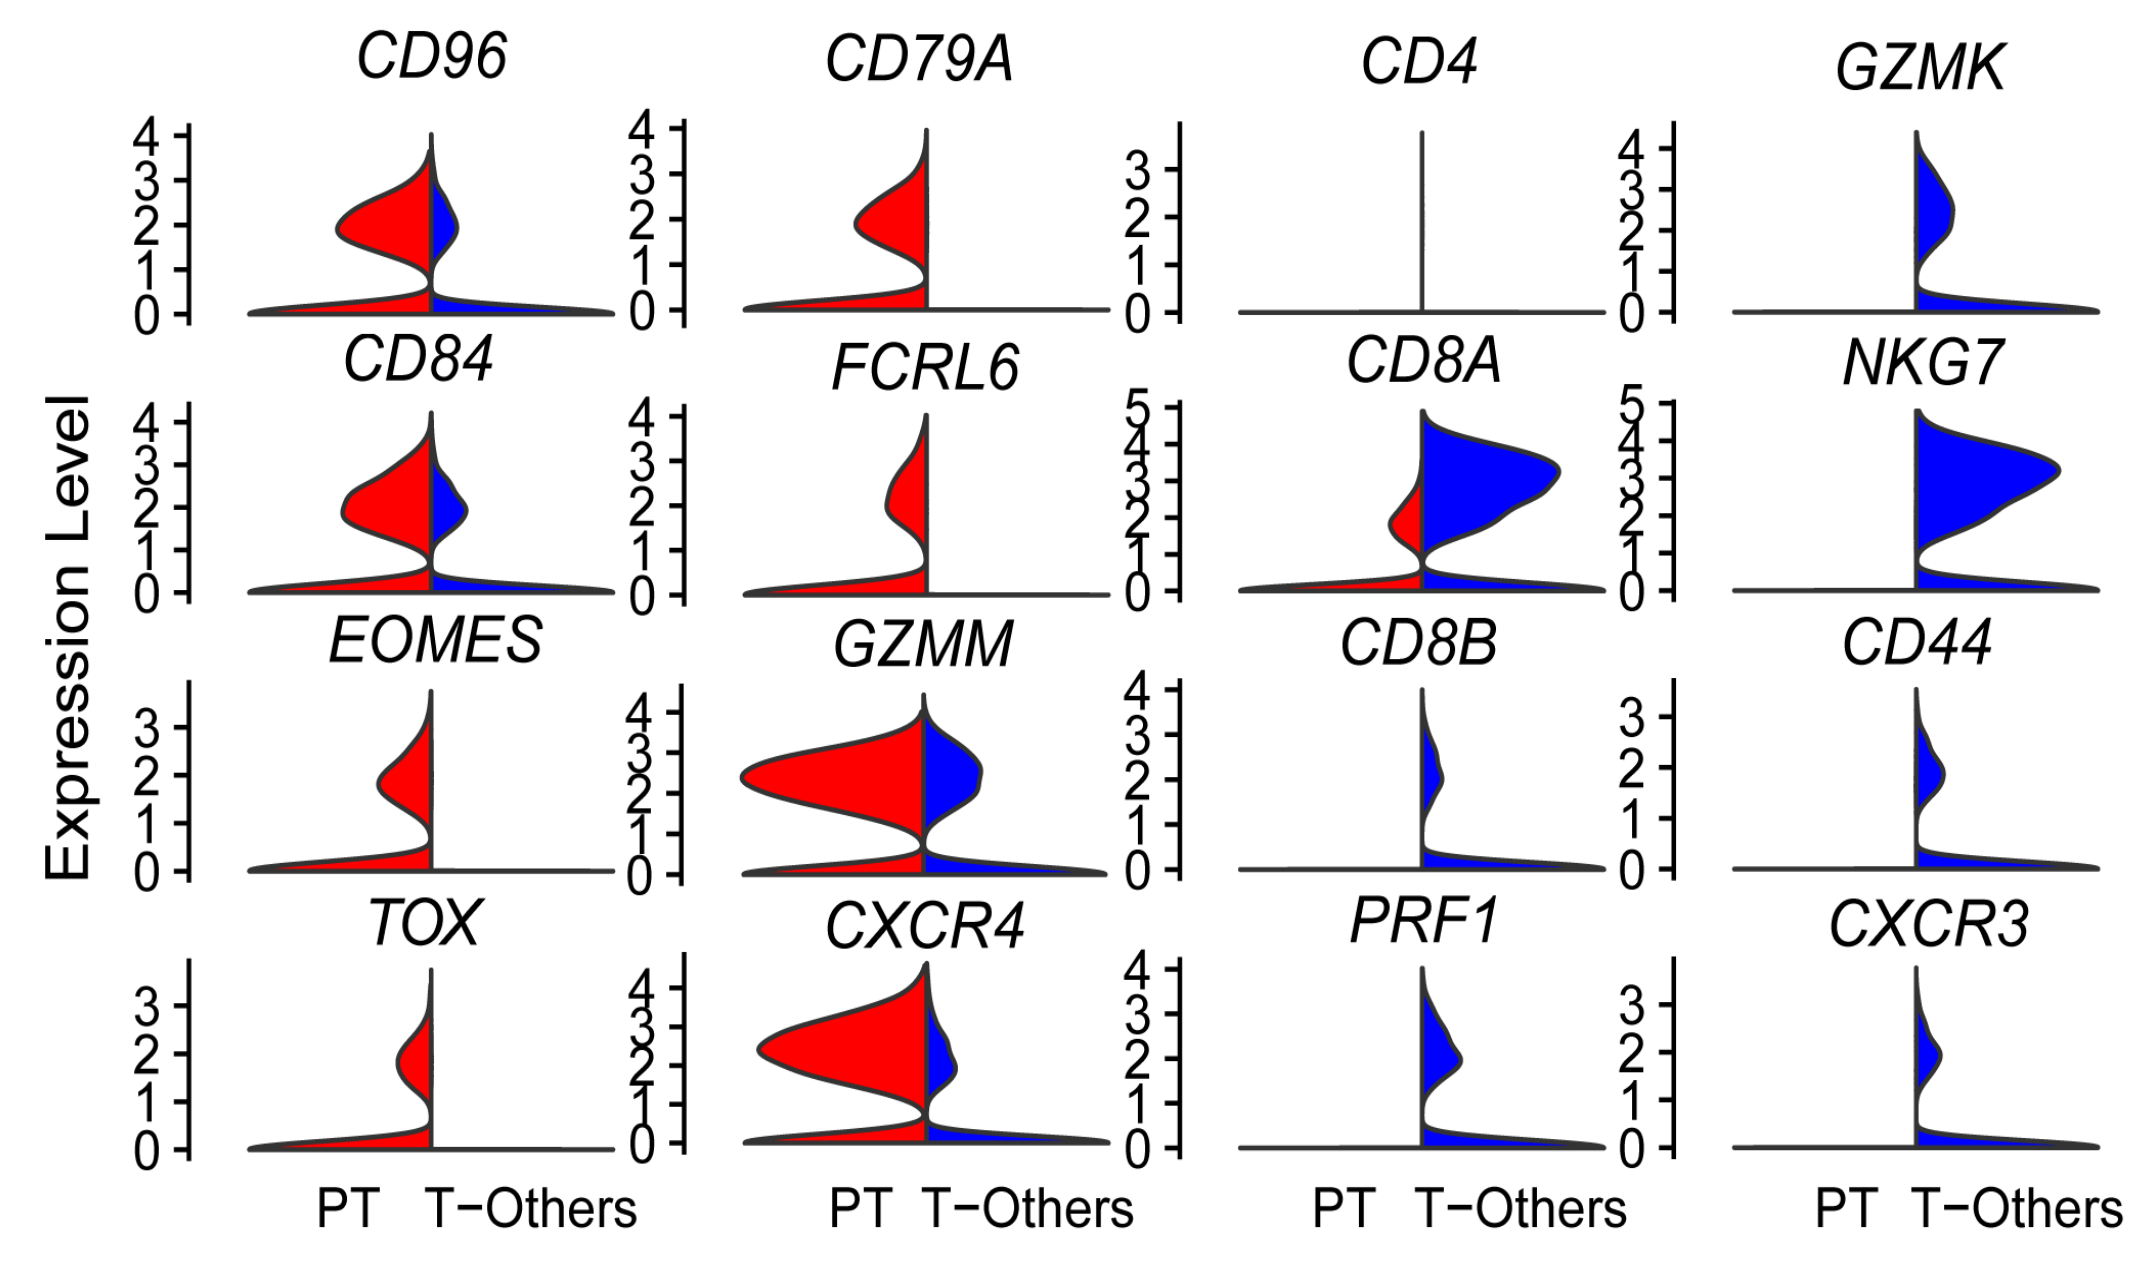 CD96 CD79A CD4 GZMK
4 4 3 4
3 3 2 3
2 2 1 2
1 1 0 1
0 0 0
CD84 FCRL6 CD8A NKG7
4 4 5 5
3 3 4 4
2 2 3 3
1 1 2 2
0 0 1 1
0 0
Expression Level
EOMES GZMM CD8B CD44
3 4 4 3
2 3 3 2
1 2 2 1
0 1 1 0
0 0
TOX CXCR4 PRF1 CXCR3
3 4 4 3
2 3 3 2
1 2 2 1
0 1 1 0
0 0
PT T−Others PT T−Others PT T−Others PT T−Others